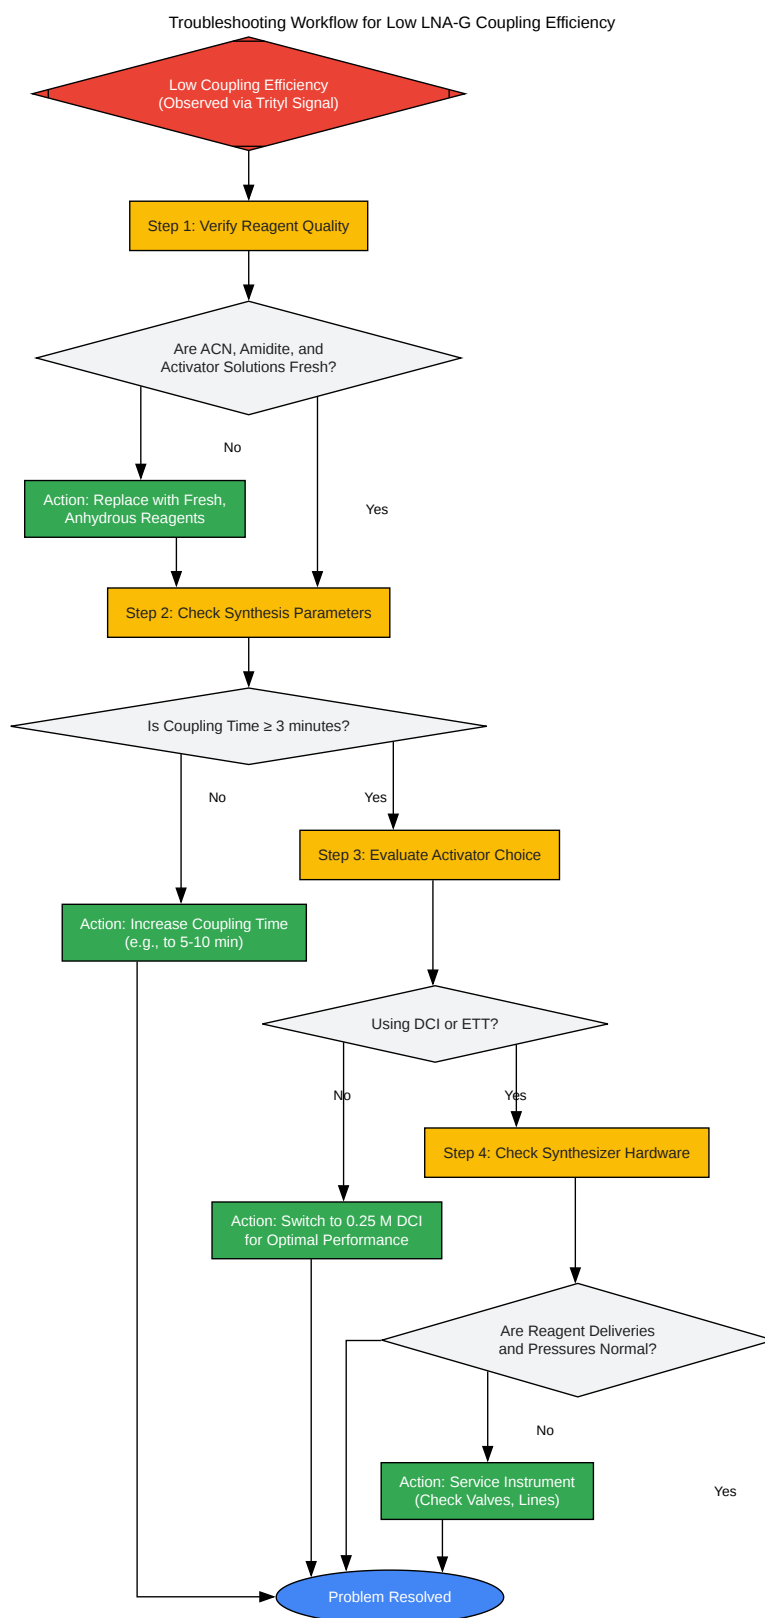 Troubleshooting Workflow for Low LNA-G Coupling Efficiency
Low Coupling Efficiency
(Observed via Trityl Signal)
Step 1: Verify Reagent Quality
Are ACN, Amidite, and
Activator Solutions Fresh?
No
Action: Replace with Fresh,
Anhydrous Reagents
Yes
Step 2: Check Synthesis Parameters
Is Coupling Time ≥ 3 minutes?
No
Yes
Step 3: Evaluate Activator Choice
Action: Increase Coupling Time
(e.g., to 5-10 min)
Using DCI or ETT?
No
Yes
Step 4: Check Synthesizer Hardware
Action: Switch to 0.25 M DCI
for Optimal Performance
Are Reagent Deliveries
and Pressures Normal?
No
Action: Service Instrument
(Check Valves, Lines)
Yes
Problem Resolved